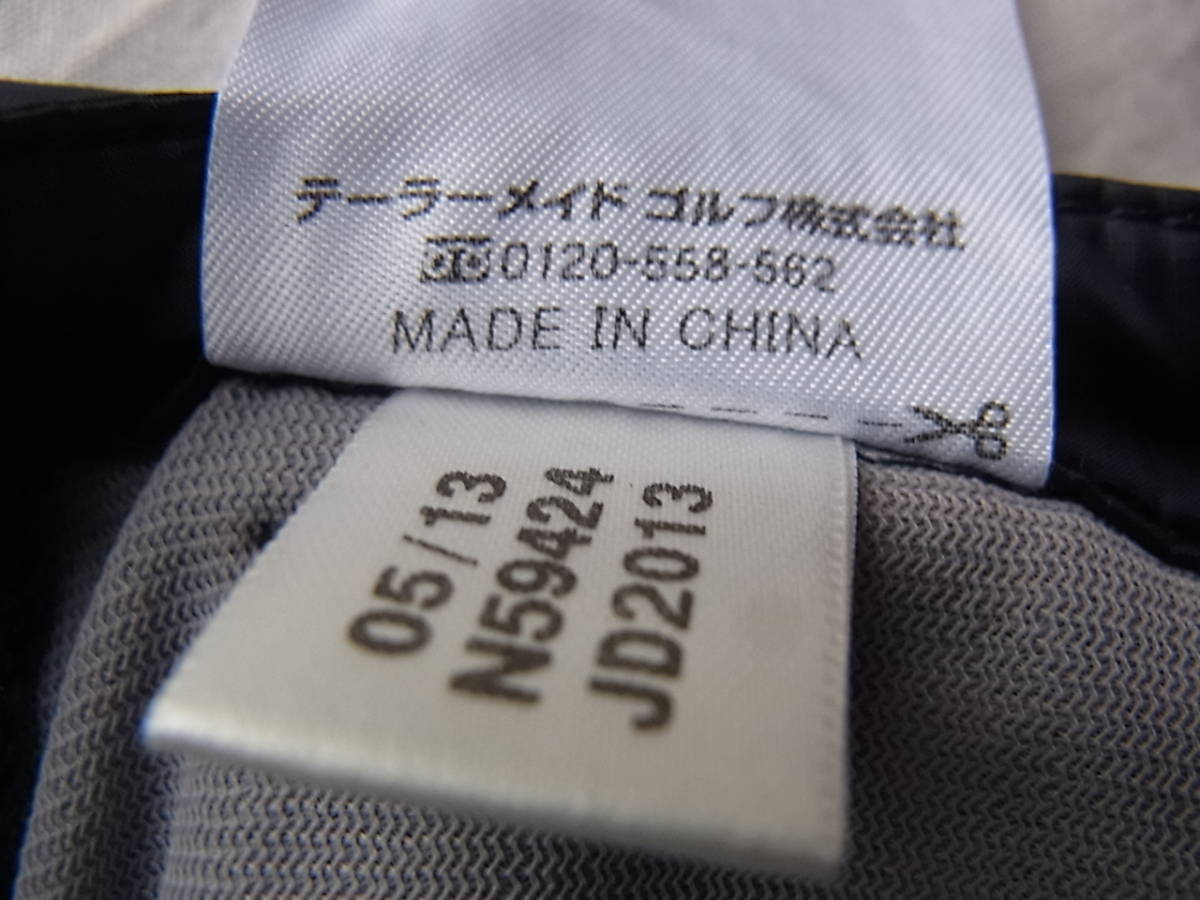 テーラーメイド ゴルフ株式会社
0120-558-562
MADE IN CHINA
05/13
N59424
JD2013